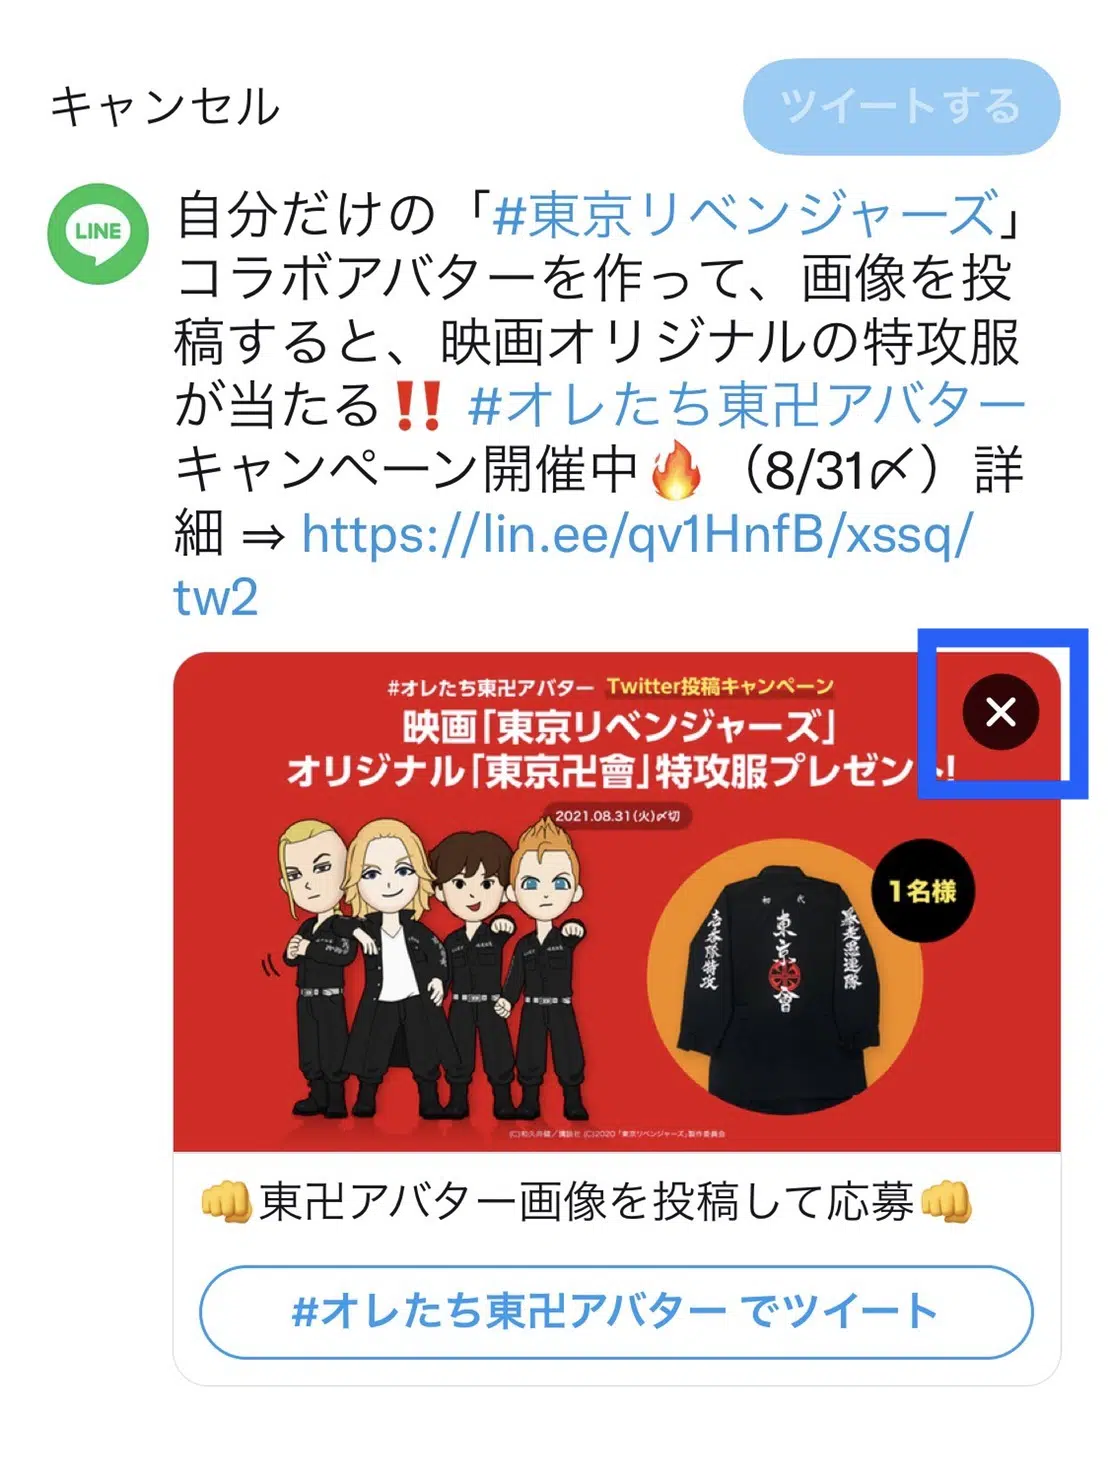 キャンセル
ツイートする
LINE
自分だけの「#東京リベンジャーズ」
コラボアバターを作って、画像を投
稿すると、映画オリジナルの特攻服
が当たる‼️ #オレたち東卍アバター
キャンペーン開催中🔥（8/31〆）詳
細 ⇒ https://lin.ee/qv1HnfB/xssq/
tw2
#オレたち東卍アバター Twitter投稿キャンペーン
映画「東京リベンジャーズ」
オリジナル「東京卍會」特攻服プレゼント!
2021.08.31(火)〆切
1名様
初代
東京卍會
壱番隊特攻
暴走愚連隊
(C)和久井健／講談社 (C)2020「東京リベンジャーズ」製作委員会
👊東卍アバター画像を投稿して応募👊
#オレたち東卍アバター でツイート